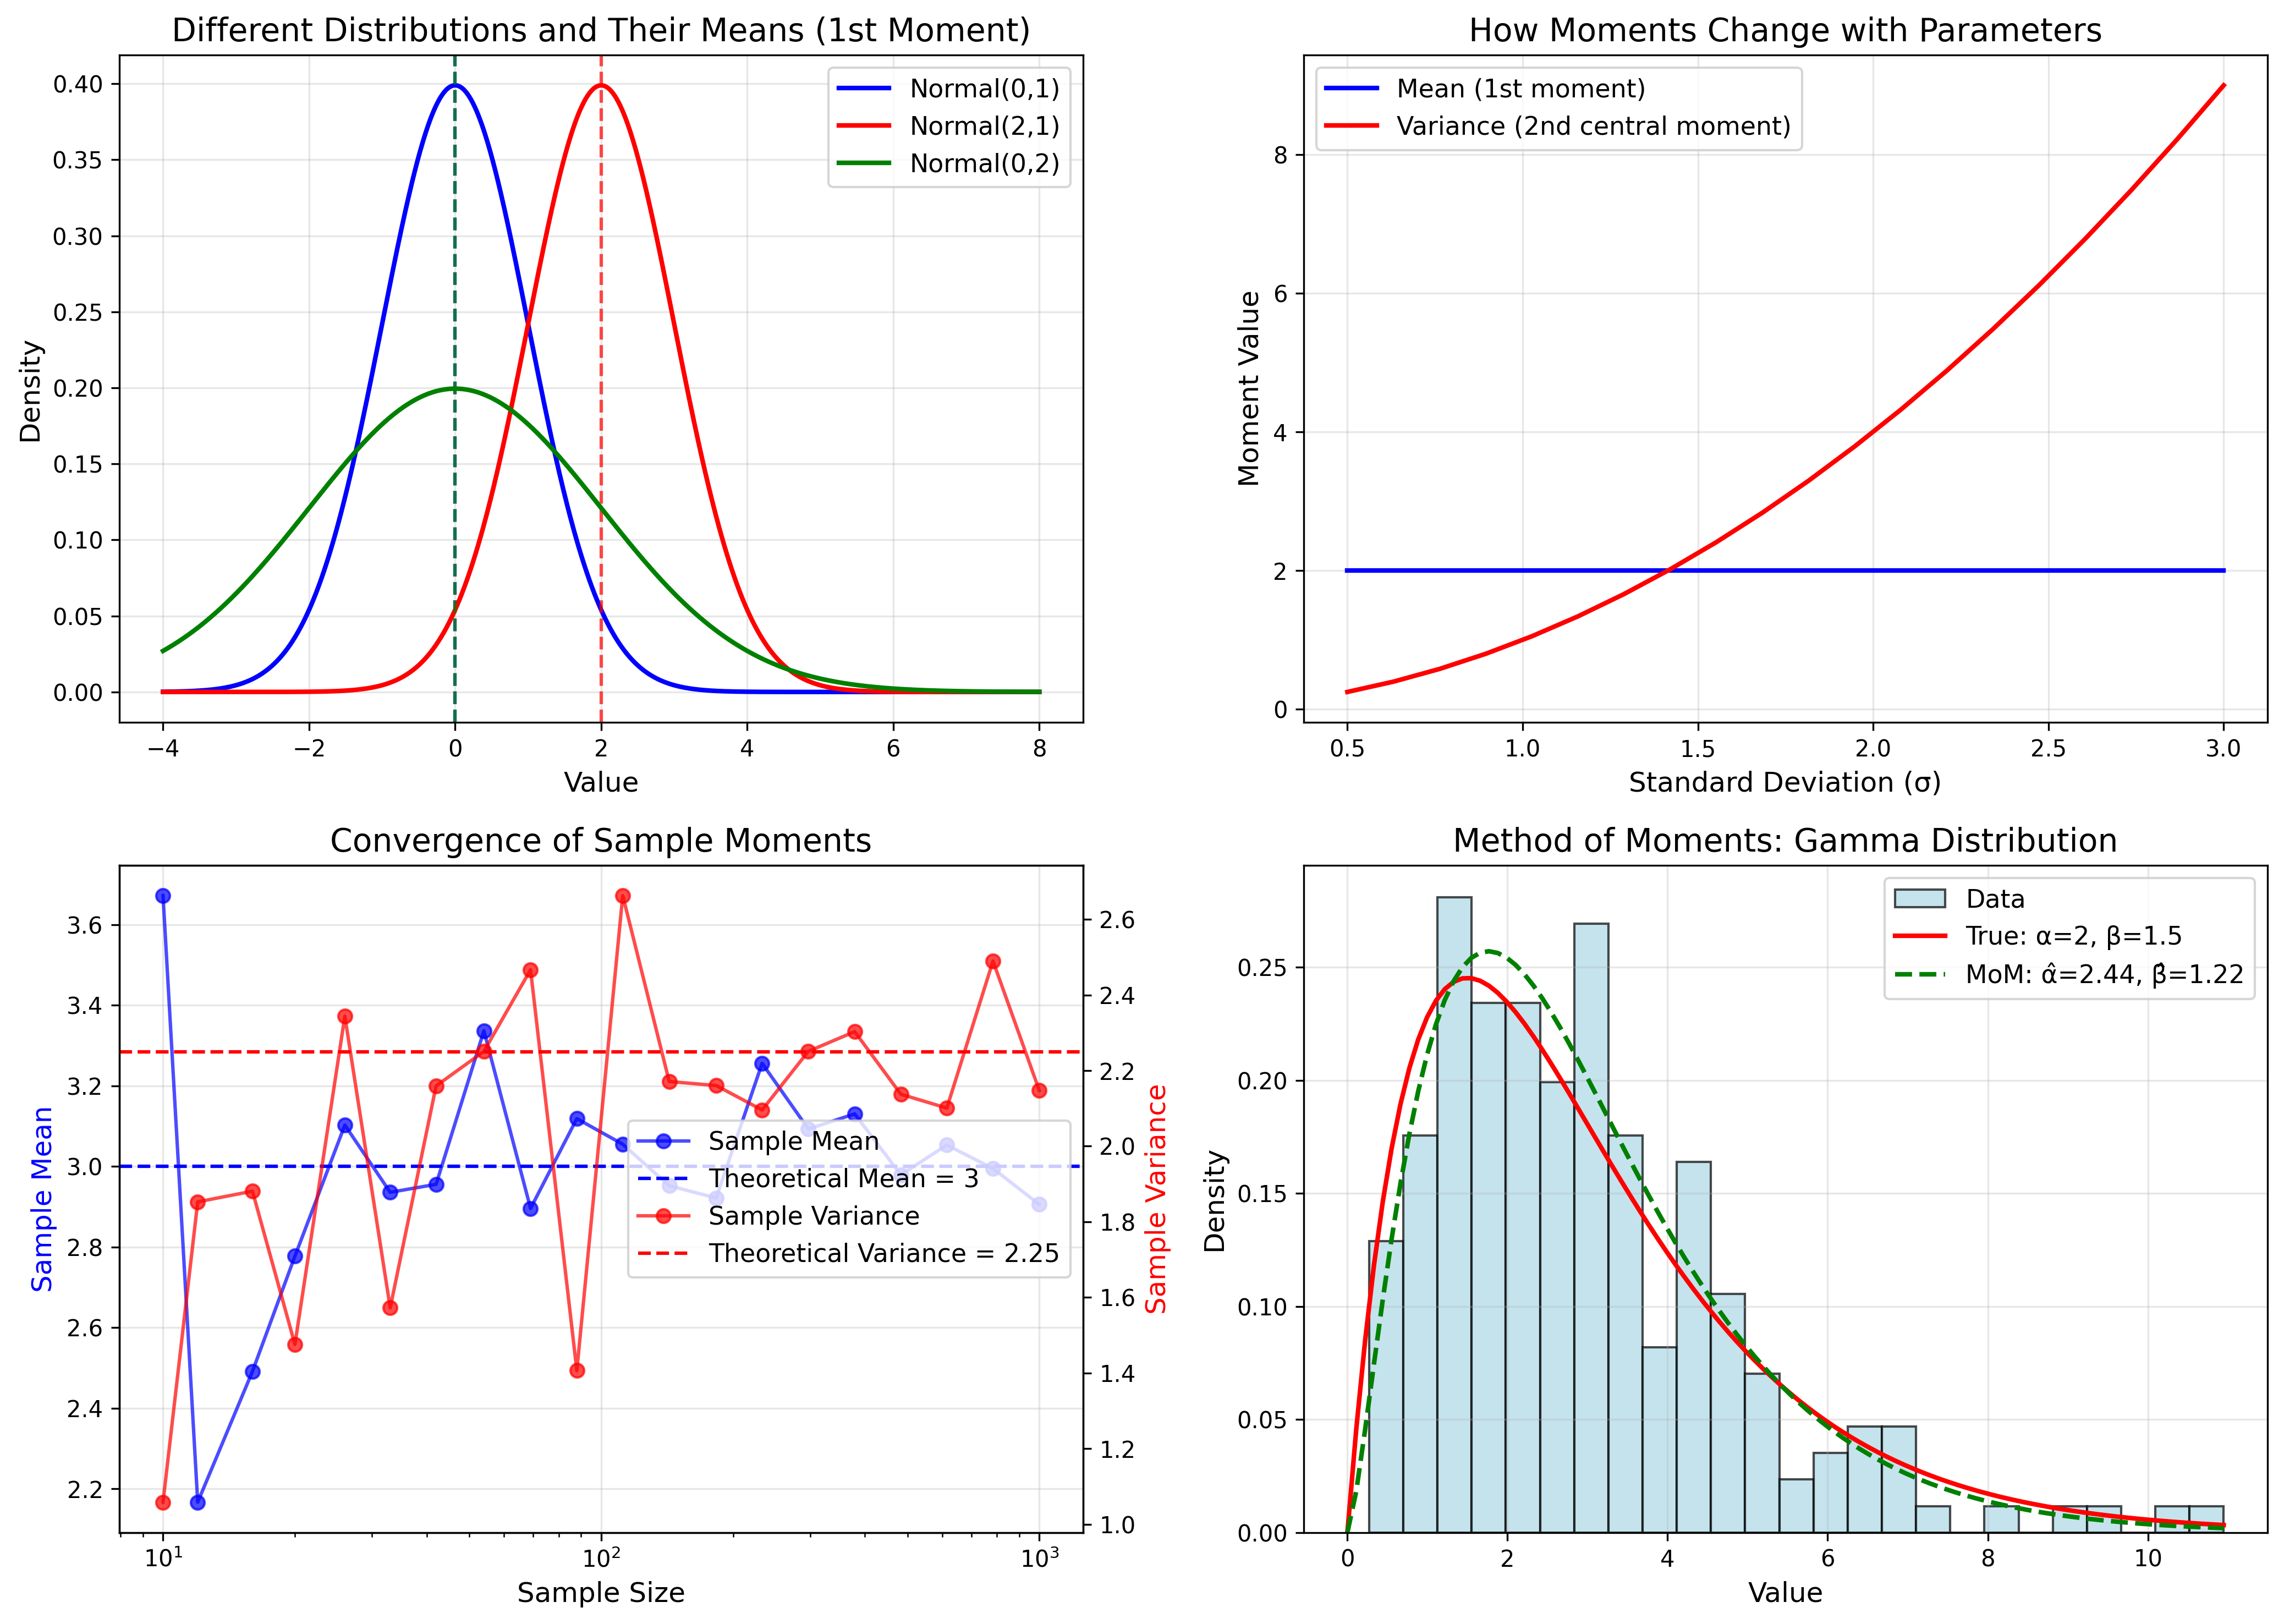 Different Distributions and Their Means (1st Moment)
Normal(0,1)
Normal(2,1)
Normal(0,2)
Density
0.40
0.35
0.30
0.25
0.20
0.15
0.10
0.05
0.00
−4 −2 0 2 4 6 8
Value
How Moments Change with Parameters
Mean (1st moment)
Variance (2nd central moment)
Moment Value
8
6
4
2
0
0.5 1.0 1.5 2.0 2.5 3.0
Standard Deviation (σ)
Convergence of Sample Moments
Sample Mean
3.6
3.4
3.2
3.0
2.8
2.6
2.4
2.2
Sample Mean
Theoretical Mean = 3
Sample Variance
Theoretical Variance = 2.25
2.6
2.4
2.2
2.0
1.8
1.6
1.4
1.2
1.0
Sample Variance
10¹ 10² 10³
Sample Size
Method of Moments: Gamma Distribution
Data
True: α=2, β=1.5
MoM: α̂=2.44, β̂=1.22
Density
0.25
0.20
0.15
0.10
0.05
0.00
0 2 4 6 8 10
Value